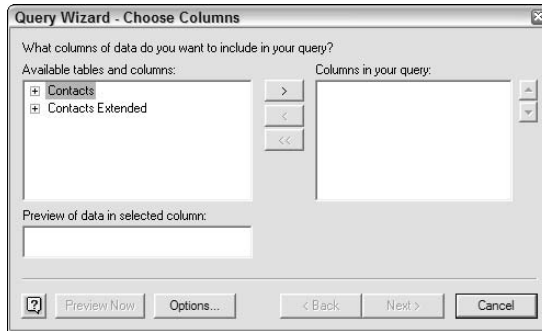 Query Wizard - Choose Columns
What columns of data do you want to include in your query?
Available tables and columns:
Columns in your query:
Contacts
Contacts Extended
>
<
<<
Preview of data in selected column:
?
Preview Now
Options...
< Back
Next >
Cancel